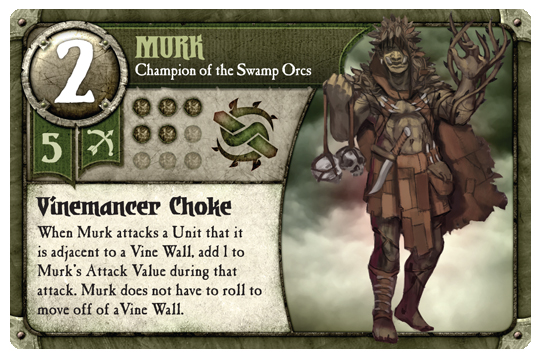 2
MURK
Champion of the Swamp Orcs
5
Vinemancer Choke
When Murk attacks a Unit that it
is adjacent to a Vine Wall, add 1 to
Murk's Attack Value during that
attack. Murk does not have to roll to
move off of aVine Wall.